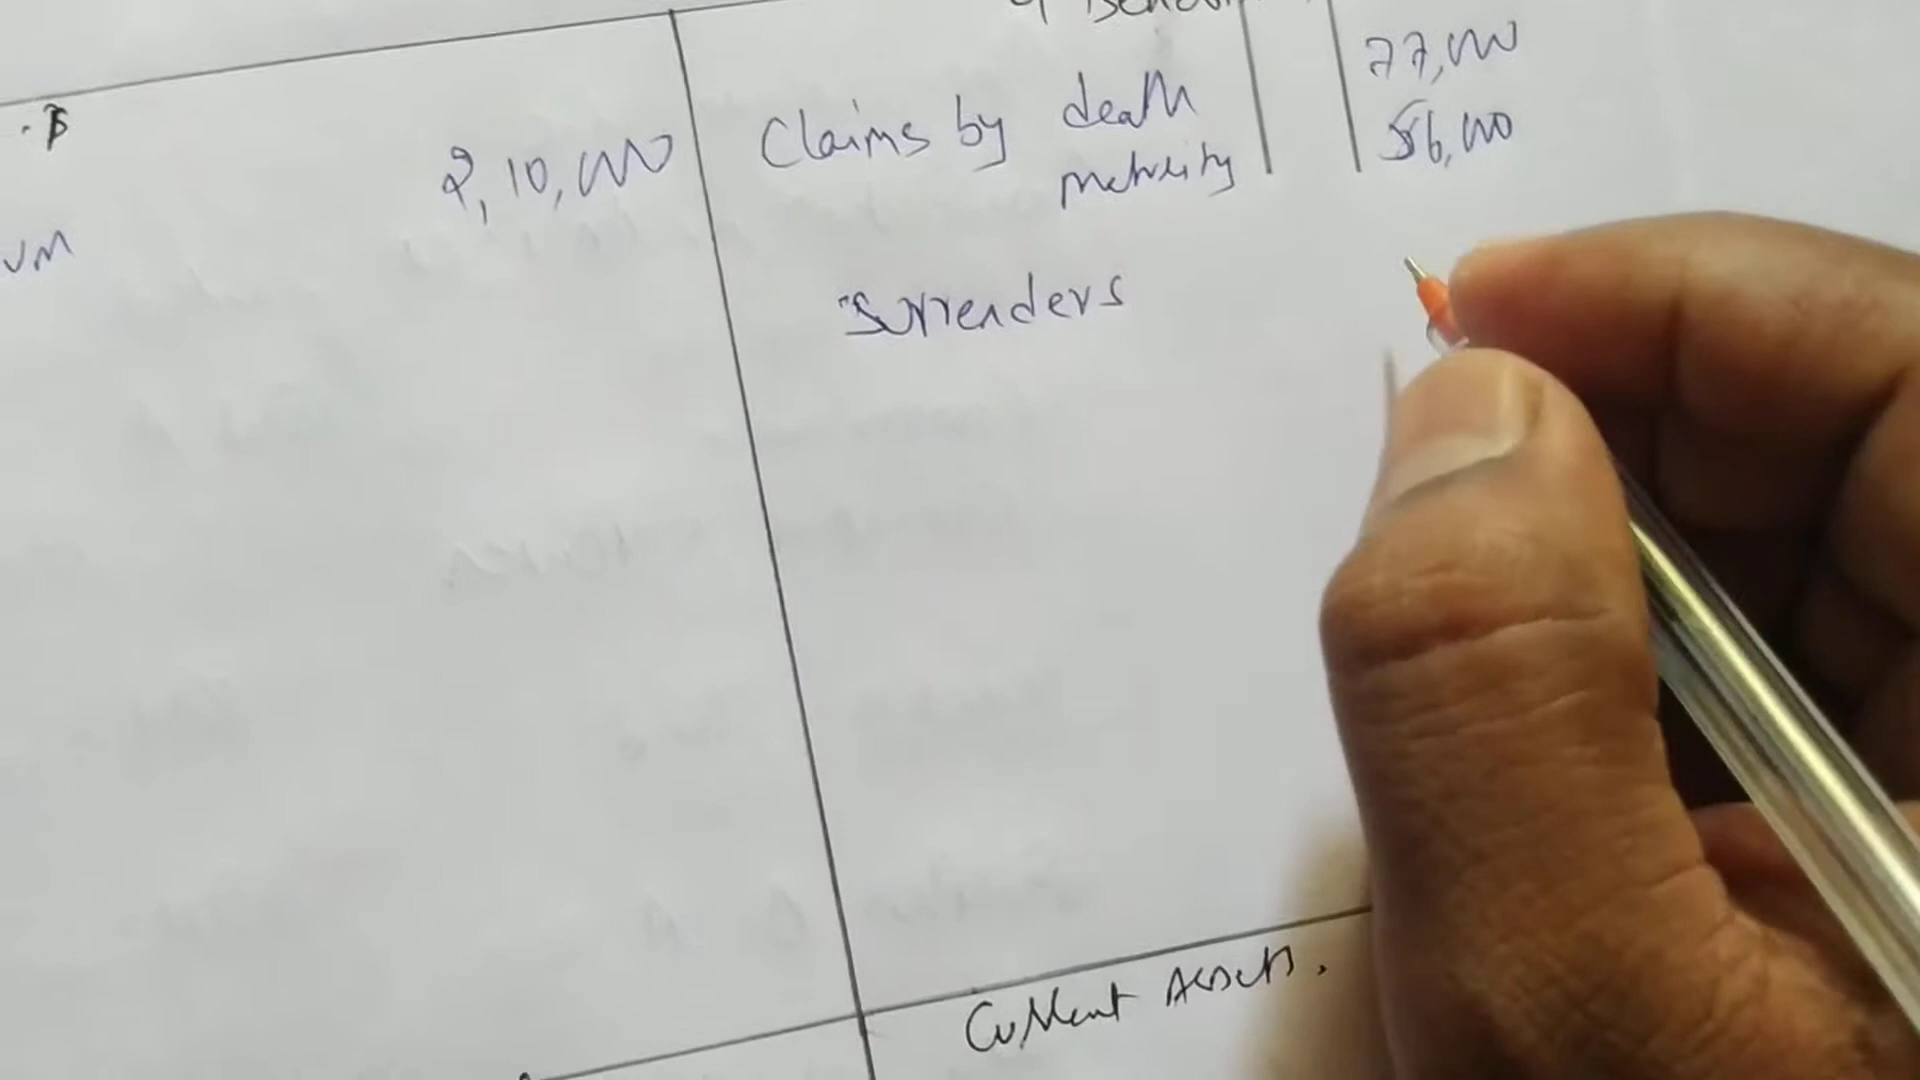 2,10,000
Claims by death 77,000
maturity 56,000
Surrenders
Current Assets.